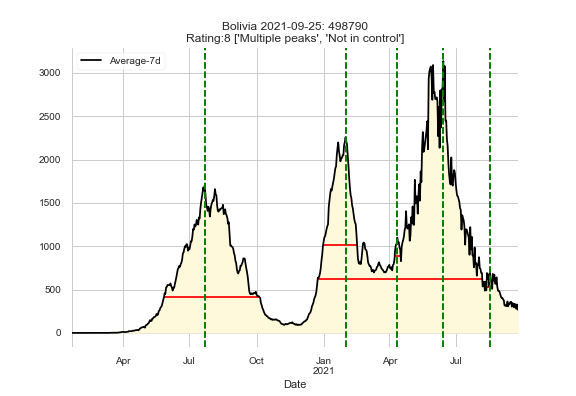 Bolivia 2021-09-25: 498790
Rating:8 ['Multiple peaks', 'Not in control']
Average-7d
3000
2500
2000
1500
1000
500
0
Apr Jul Oct Jan Apr Jul
2021
Date